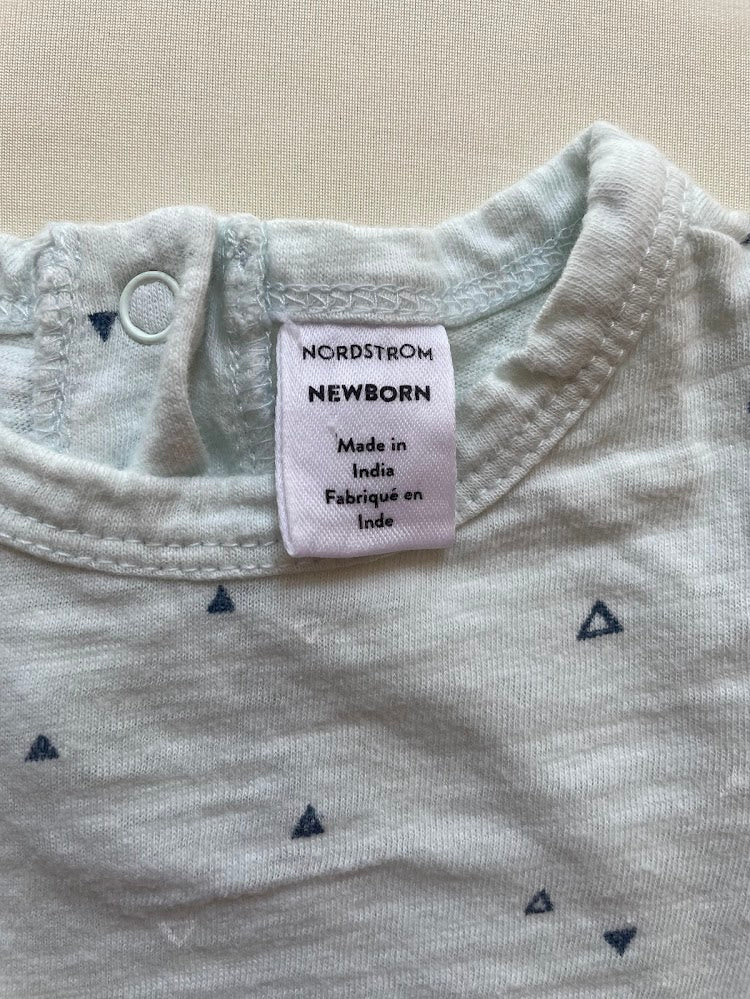 NORDSTROM
NEWBORN
Made in
India
Fabriqué en
Inde